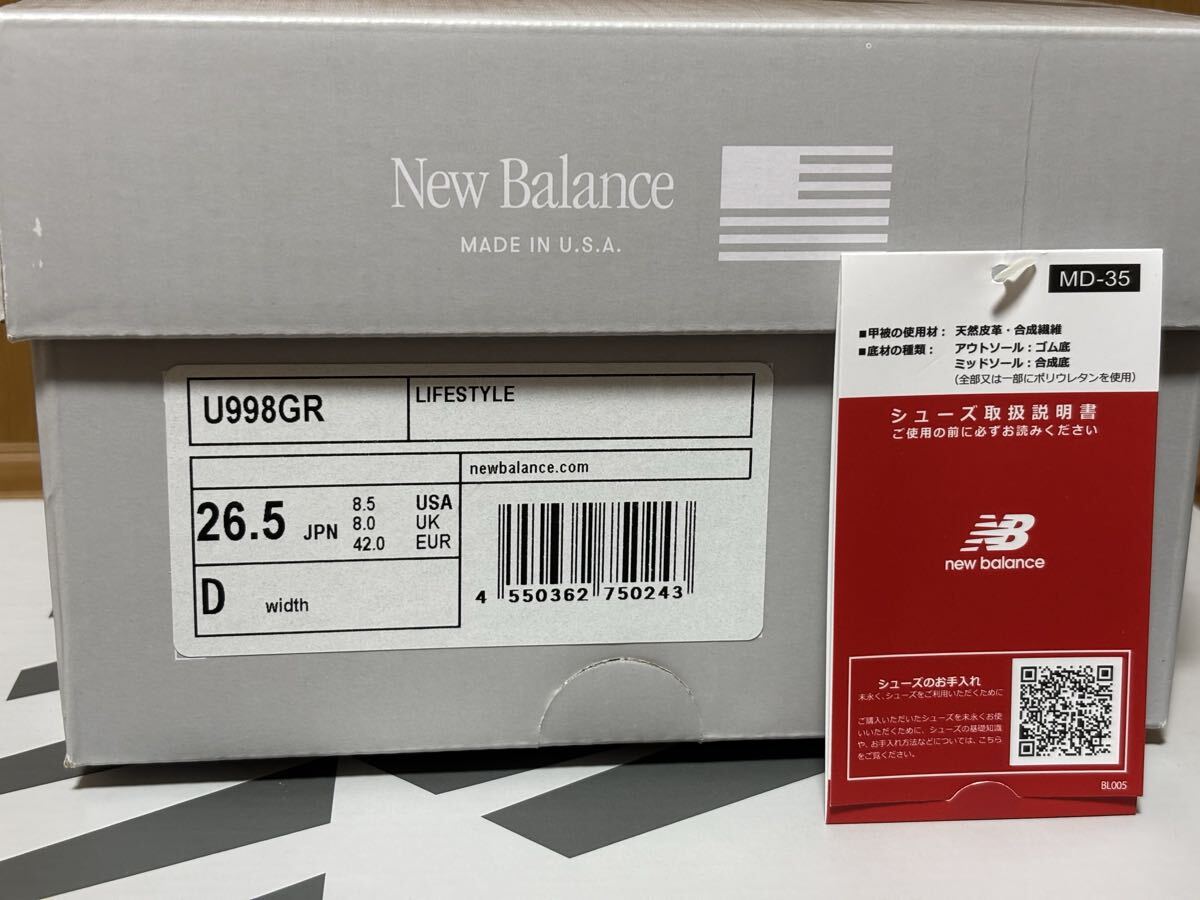 New Balance
MADE IN U.S.A.
U998GR
LIFESTYLE
newbalance.com
26.5 JPN
8.5 USA
8.0 UK
42.0 EUR
D width
4 550362 750243
MD-35
■甲被の使用材： 天然皮革・合成繊維
■底材の種類： アウトソール：ゴム底
ミッドソール：合成底
（全部又は一部にポリウレタンを使用）
シューズ取扱説明書
ご使用の前に必ずお読みください
NB
new balance
シューズのお手入れ
末永く、シューズをご利用いただくために
ご購入いただいたシューズを末永くお使
いいただくために、シューズの基礎知識
や、お手入れ方法などについては、こちら
をご覧ください。
BL005